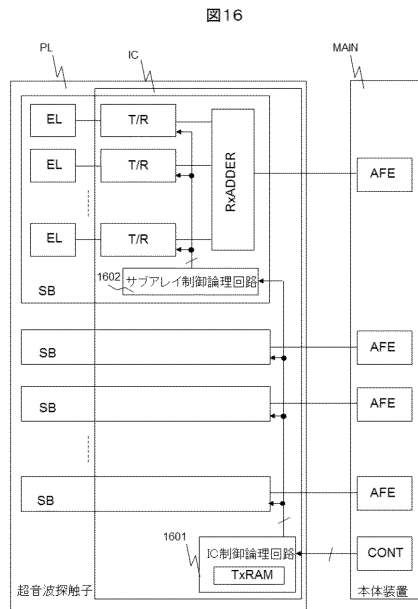 図16
PL
IC
MAIN
EL
T/R
EL
T/R
EL
T/R
RxADDER
AFE
1602
サブアレイ制御論理回路
SB
SB
AFE
SB
AFE
SB
AFE
1601
IC制御論理回路
TxRAM
CONT
超音波探触子
本体装置